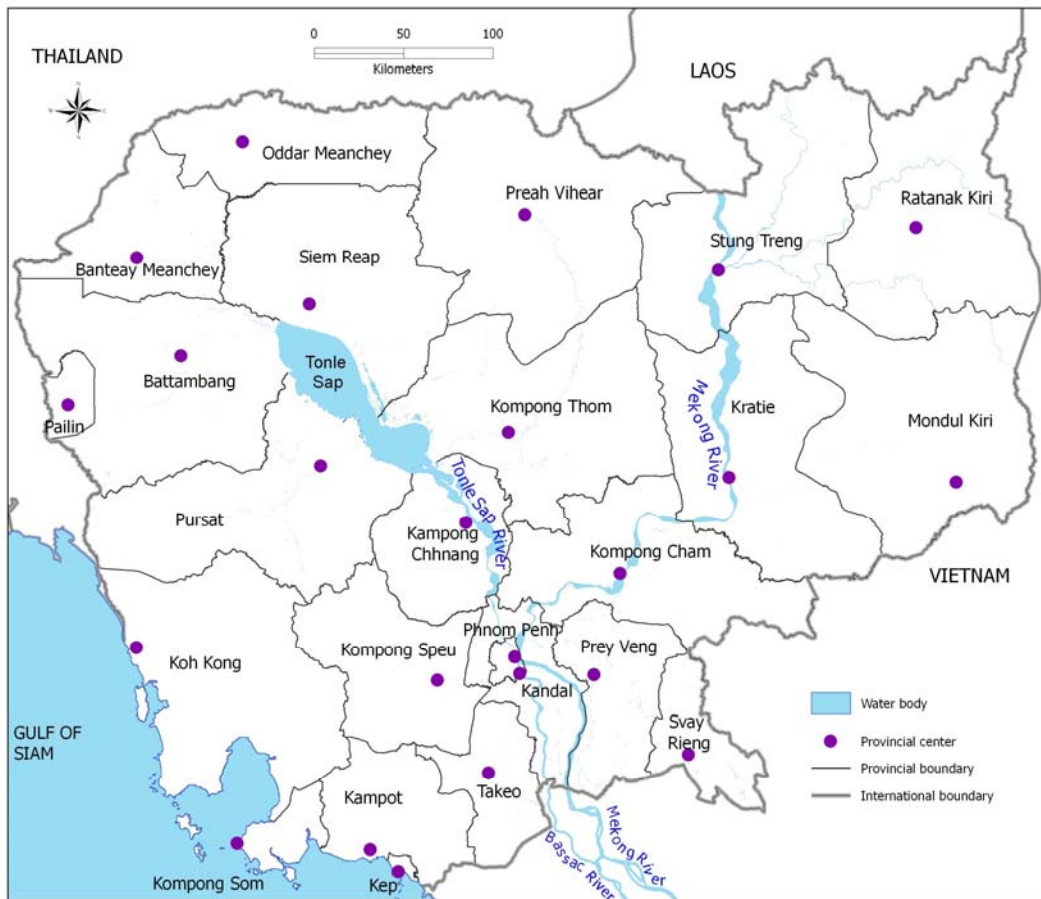 THAILAND
0 50 100
Kilometers
LAOS
N
Oddar Meanchey
Preah Vihear
Ratanak Kiri
Stung Treng
Siem Reap
Banteay Meanchey
Tonle
Sap
Battambang
Pailin
Kompong Thom
Mekong River
Kratie
Mondul Kiri
Tonle Sap River
Pursat
Kampong
Chhnang
Kompong Cham
VIETNAM
Phnom Penh
Kompong Speu
Prey Veng
Koh Kong
Kandal
Water body
GULF OF
SIAM
Svay
Rieng
Provincial center
Provincial boundary
Takeo
Kampot
International boundary
Mekong River
Bassac River
Kompong Som
Kep